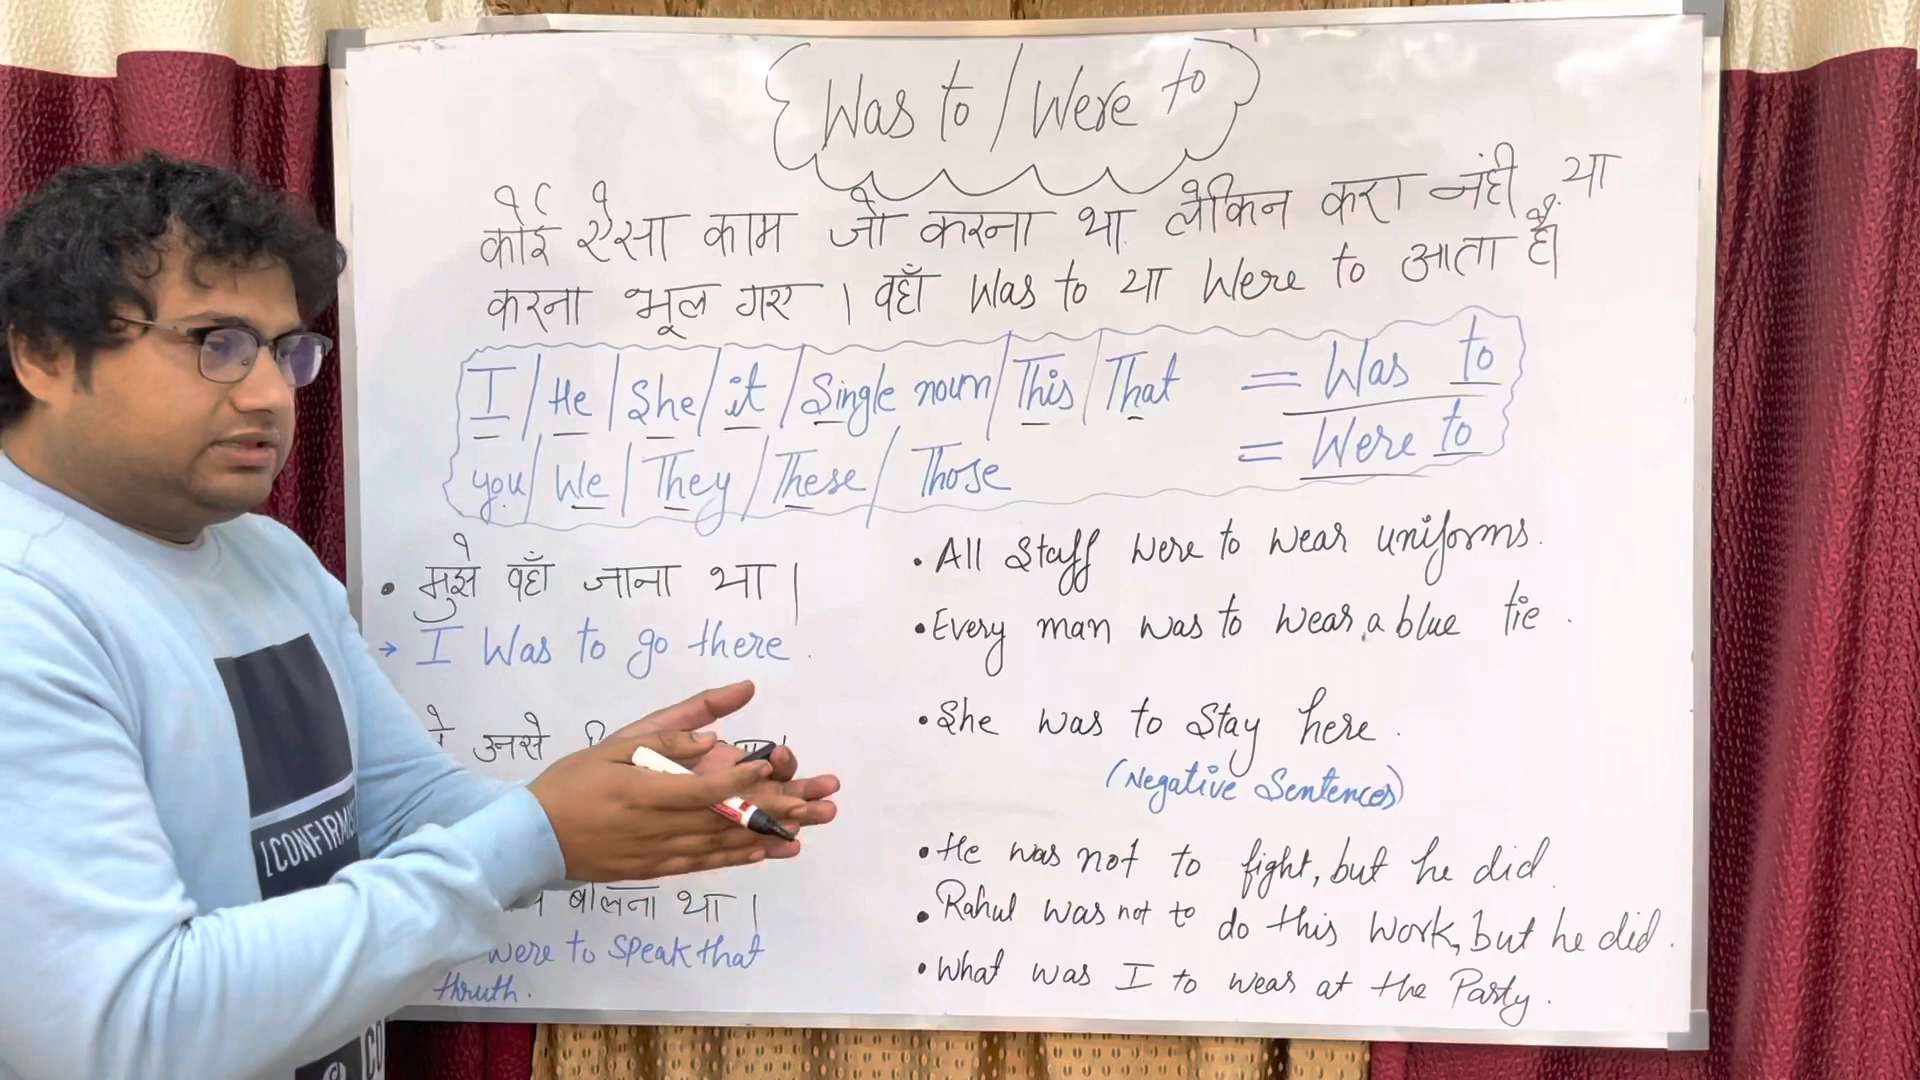 Was to / Were to
कोई ऐसा काम जो करना था लेकिन करा नंही या
करना भूल गए । वहाँ Was to या Were to आता है।
I / He / She / it / Single noun / This / That = Was to
you / We / They / These / Those = Were to
• मुझे वहाँ जाना था |
→ I Was to go there .
उनसे
बोलना था |
were to speak that
thruth .
• All Staff were to wear uniforms .
• Every man was to wear a blue tie .
• She was to stay here .
(Negative Sentences)
• He was not to fight, but he did .
• Rahul was not to do this work, but he did .
• What was I to wear at the Party .
[CONFIRM
CO